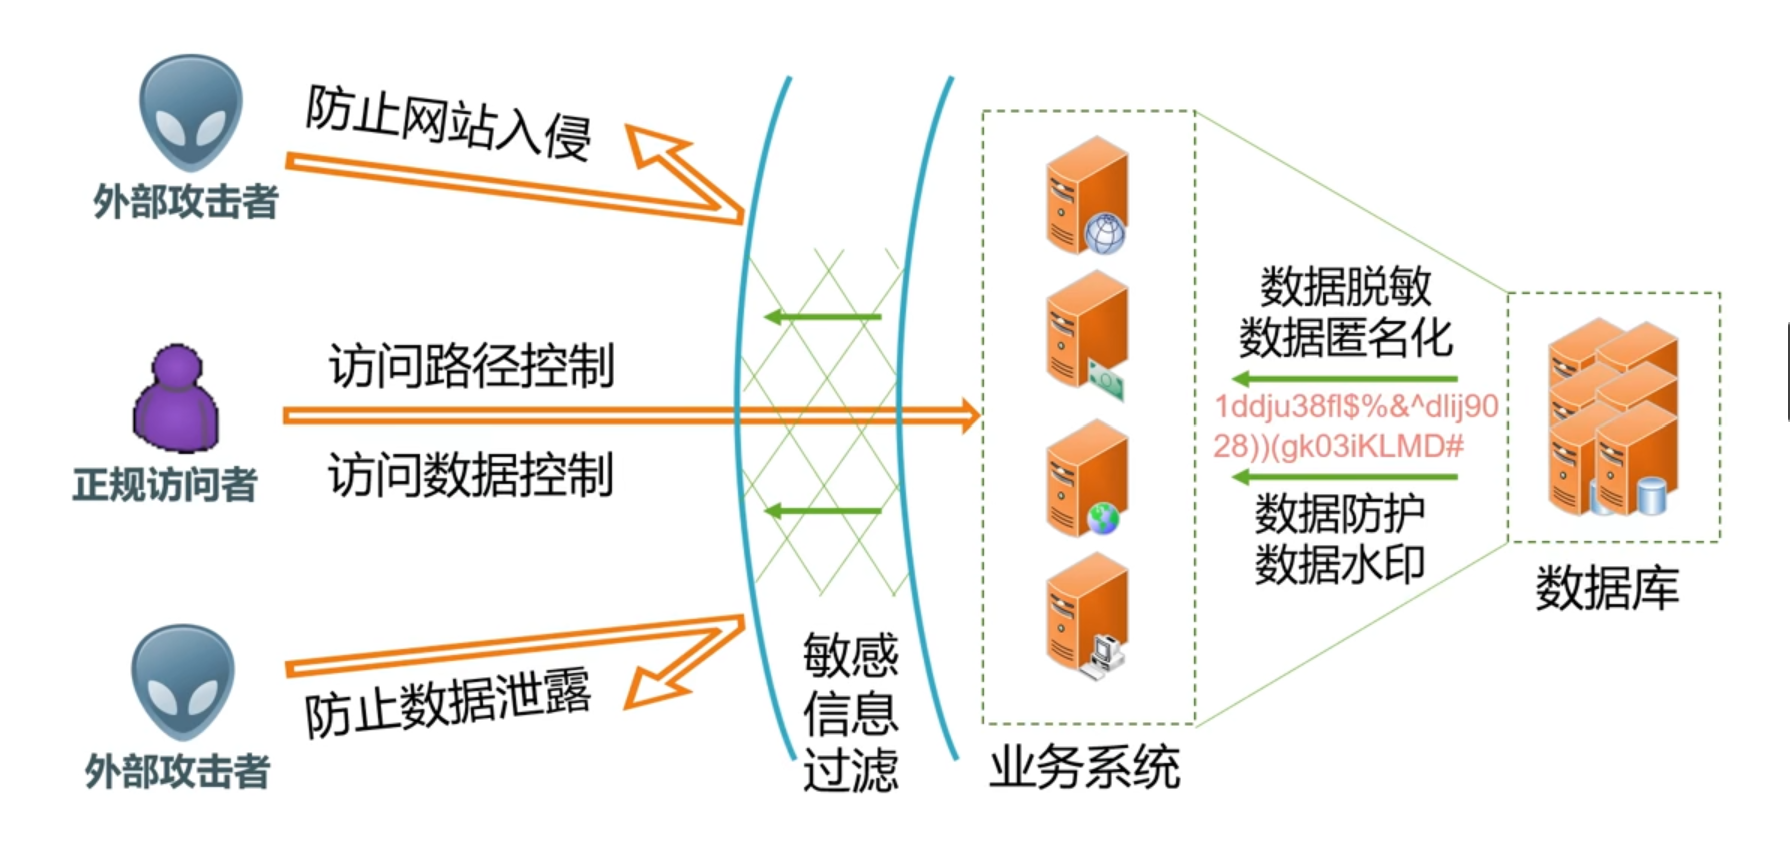 防止网站入侵
外部攻击者
访问路径控制
访问数据控制
正规访问者
防止数据泄露
外部攻击者
敏感
信息
过滤
业务系统
数据脱敏
数据匿名化
1ddju38fl$%&^dlij90
28))(gk03iKLMD#
数据防护
数据水印
数据库